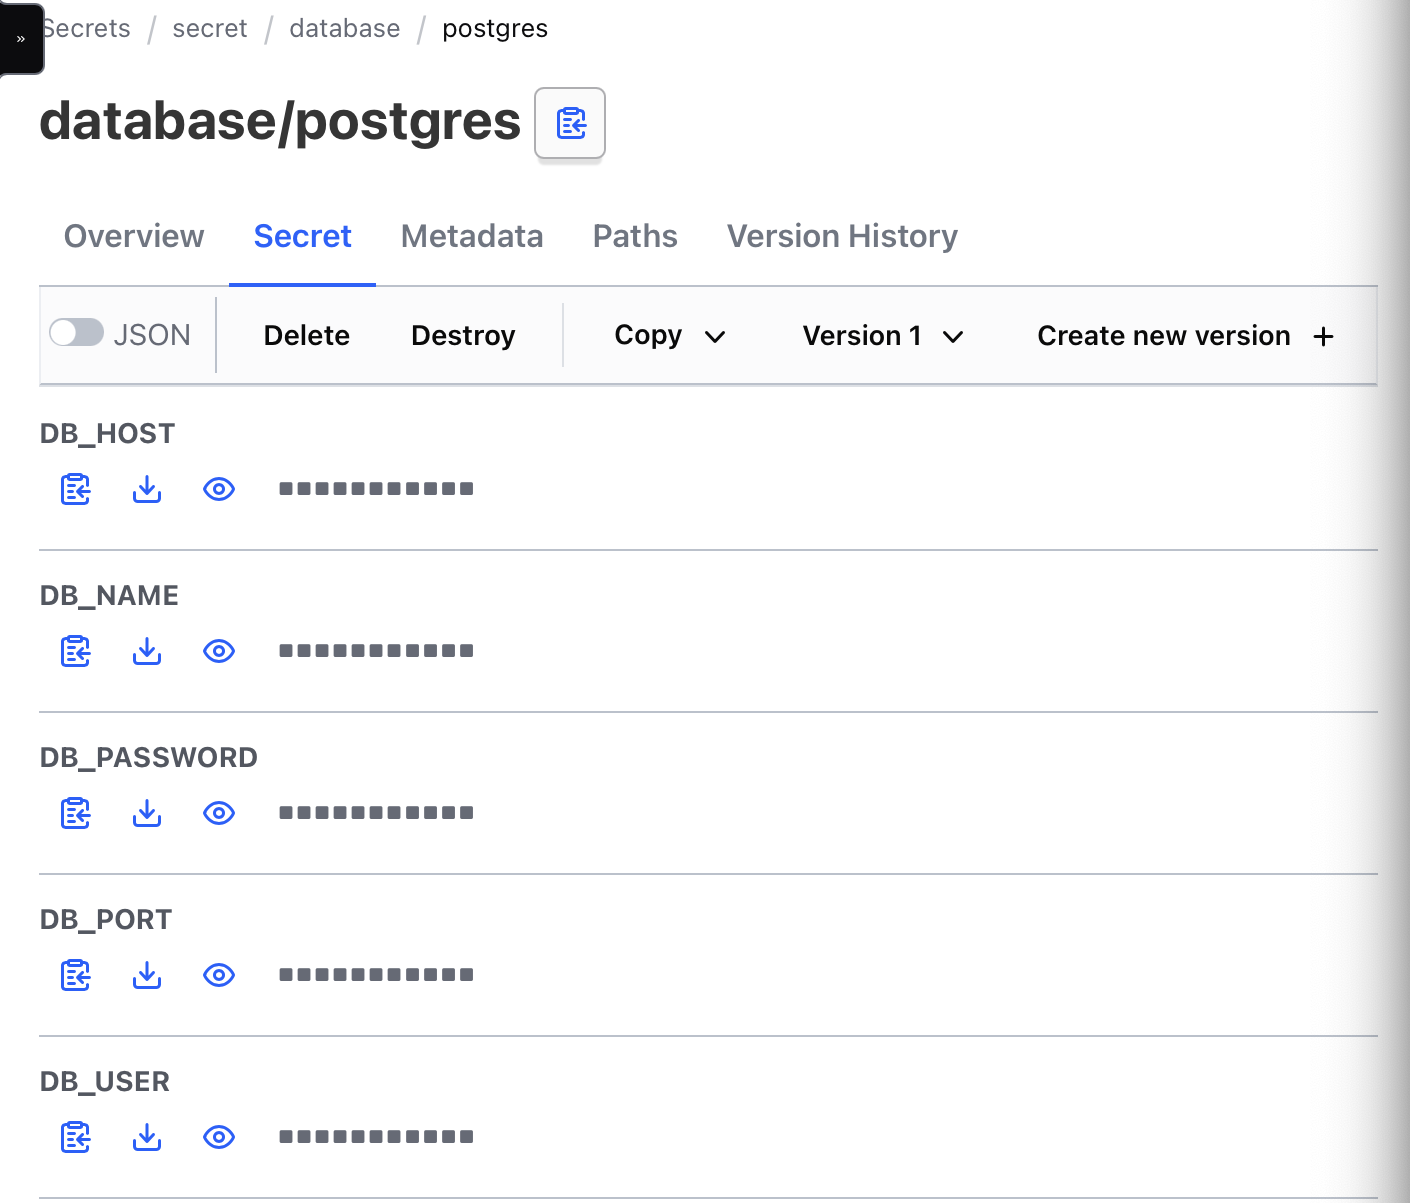 »
Secrets / secret / database / postgres
database/postgres
Overview Secret Metadata Paths Version History
JSON Delete Destroy Copy Version 1 Create new version +
DB_HOST
DB_NAME
DB_PASSWORD
DB_PORT
DB_USER